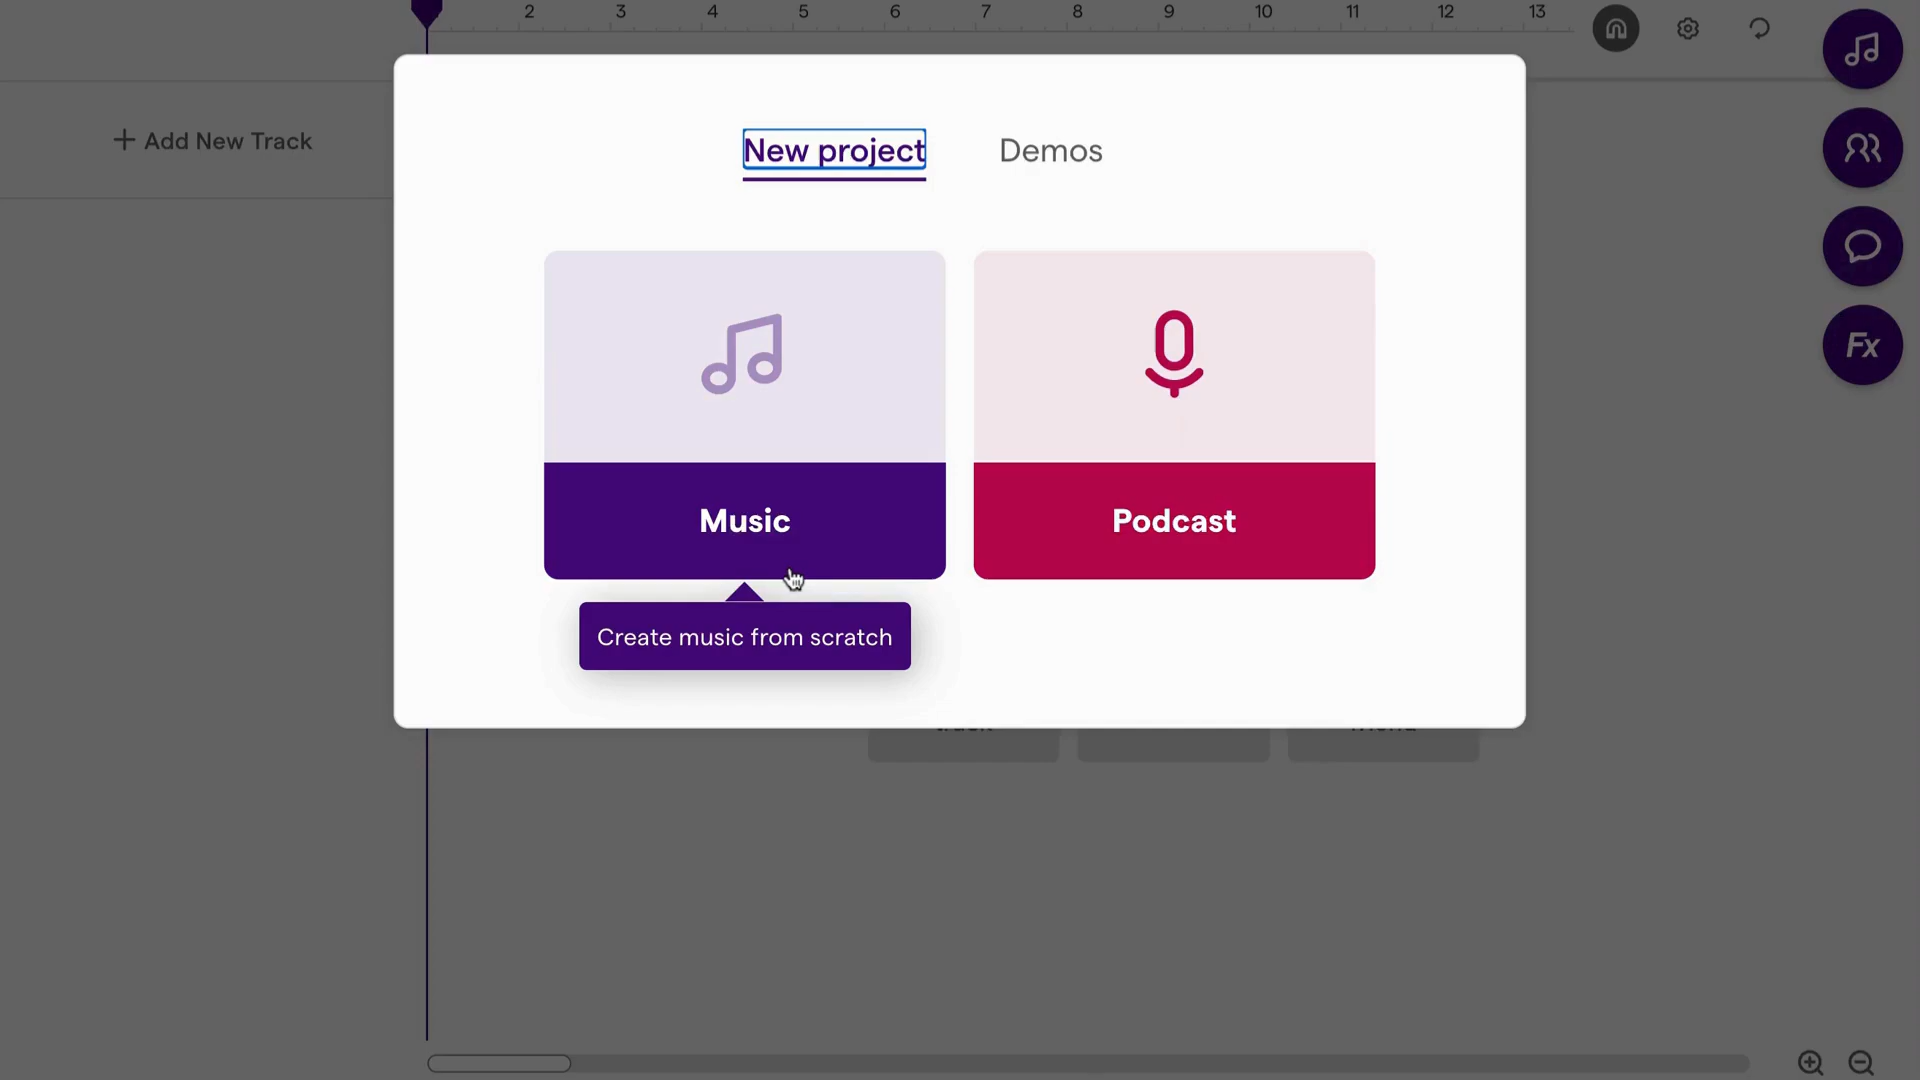 2 3 4 5 6 7 8 9 10 11 12 13
+ Add New Track
New project
Demos
Music
Podcast
Create music from scratch
Fx